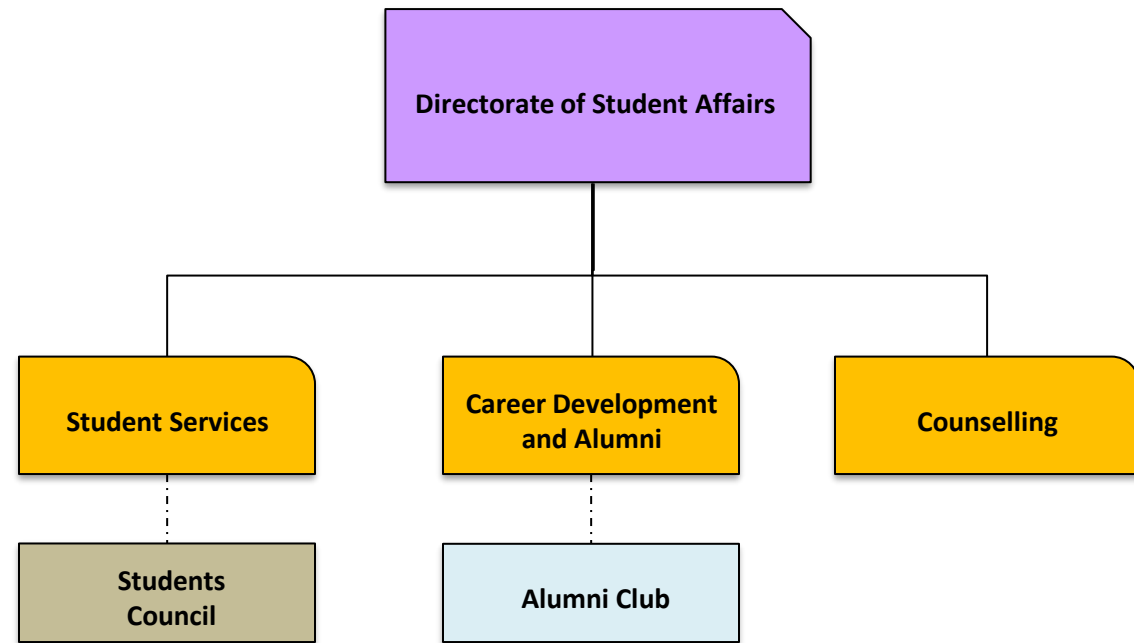 Directorate of Student Affairs
Student Services
Career Development
and Alumni
Counselling
Students
Council
Alumni Club